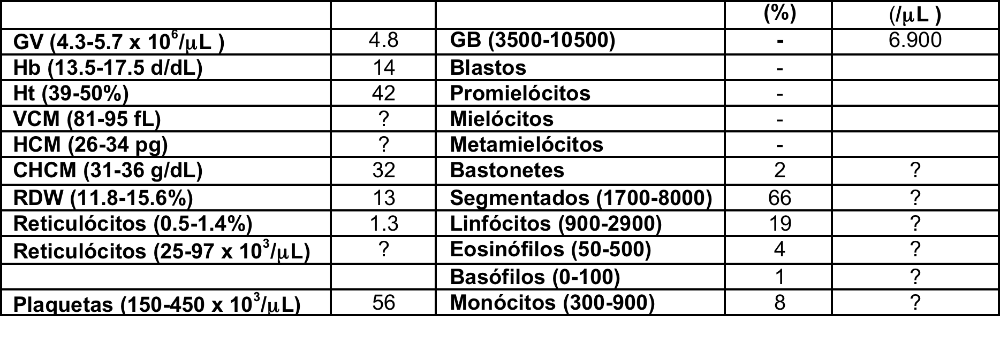 (%) (/μL )
GV (4.3-5.7 x 10⁶/μL ) 4.8 GB (3500-10500) - 6.900
Hb (13.5-17.5 d/dL) 14 Blastos -
Ht (39-50%) 42 Promielócitos -
VCM (81-95 fL) ? Mielócitos -
HCM (26-34 pg) ? Metamielócitos -
CHCM (31-36 g/dL) 32 Bastonetes 2 ?
RDW (11.8-15.6%) 13 Segmentados (1700-8000) 66 ?
Reticulócitos (0.5-1.4%) 1.3 Linfócitos (900-2900) 19 ?
Reticulócitos (25-97 x 10³/μL) ? Eosinófilos (50-500) 4 ?
Basófilos (0-100) 1 ?
Plaquetas (150-450 x 10³/μL) 56 Monócitos (300-900) 8 ?